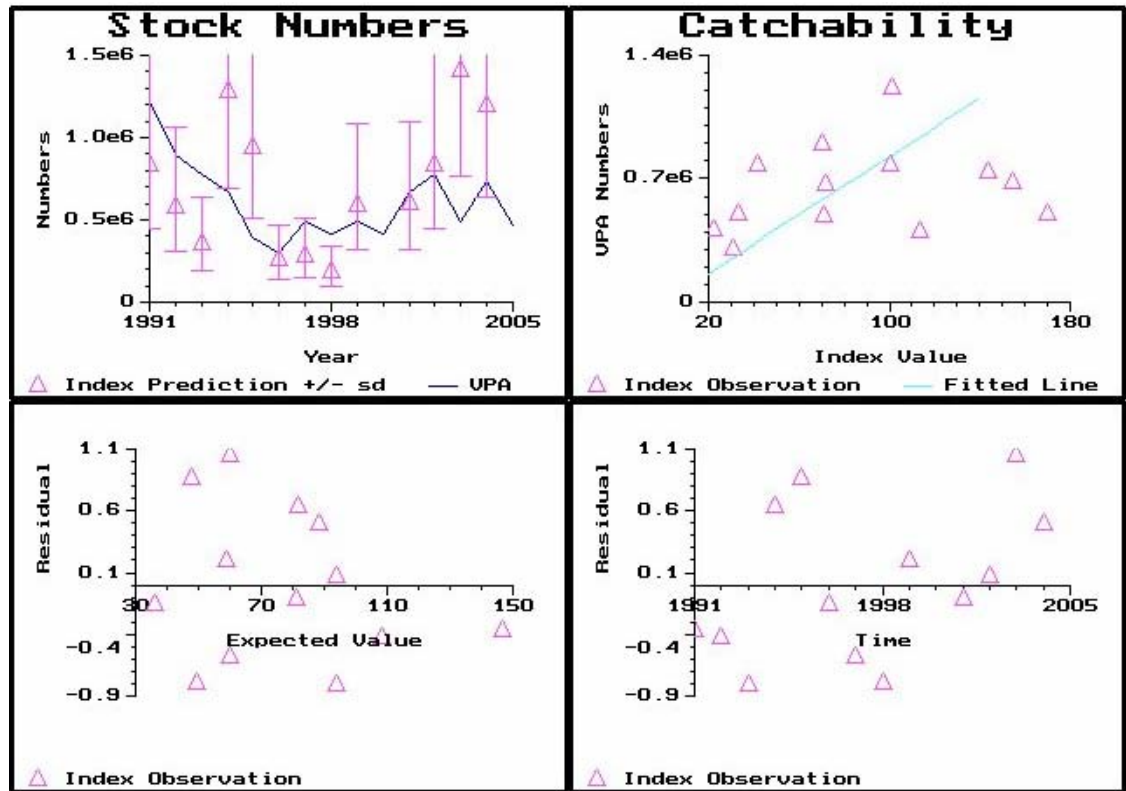 Stock Numbers
1.5e6
1.0e6
0.5e6
0
Numbers
1991 1998 2005
Year
Index Prediction +/- sd VPA
Catchability
1.4e6
0.7e6
0
VPA Numbers
20 100 180
Index Value
Index Observation Fitted Line
1.1
0.6
0.1
-0.4
-0.9
Residual
30 70 110 150
Expected Value
Index Observation
1.1
0.6
0.1
-0.4
-0.9
Residual
1991 1998 2005
Time
Index Observation